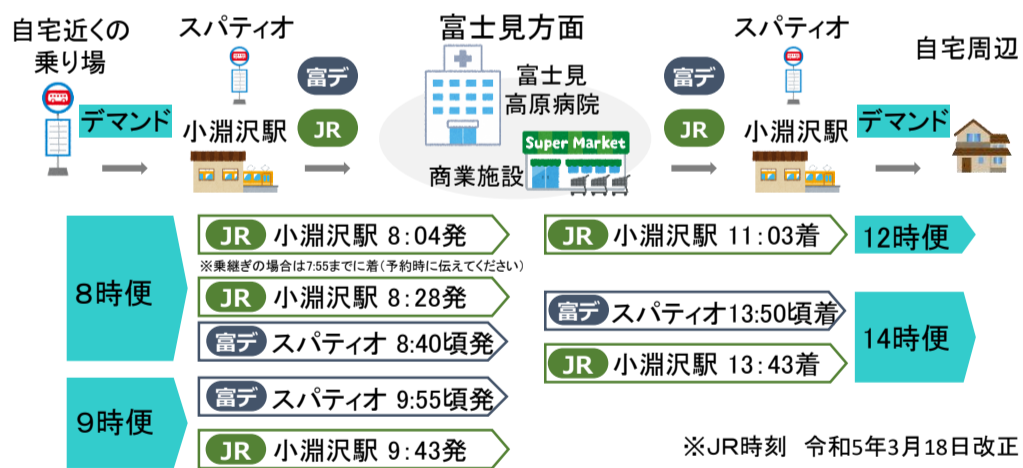 自宅近くの
乗り場
デマンド
スパティオ
小淵沢駅
富デ
JR
富士見方面
富士見
高原病院
Super Market
商業施設
富デ
JR
スパティオ
小淵沢駅
デマンド
自宅周辺
8時便
JR 小淵沢駅 8:04発
※乗継ぎの場合は7:55までに着(予約時に伝えてください)
JR 小淵沢駅 8:28発
富デ スパティオ 8:40頃発
9時便
富デ スパティオ 9:55頃発
JR 小淵沢駅 9:43発
JR 小淵沢駅 11:03着
12時便
富デ スパティオ13:50頃着
JR 小淵沢駅 13:43着
14時便
※JR時刻 令和5年3月18日改正